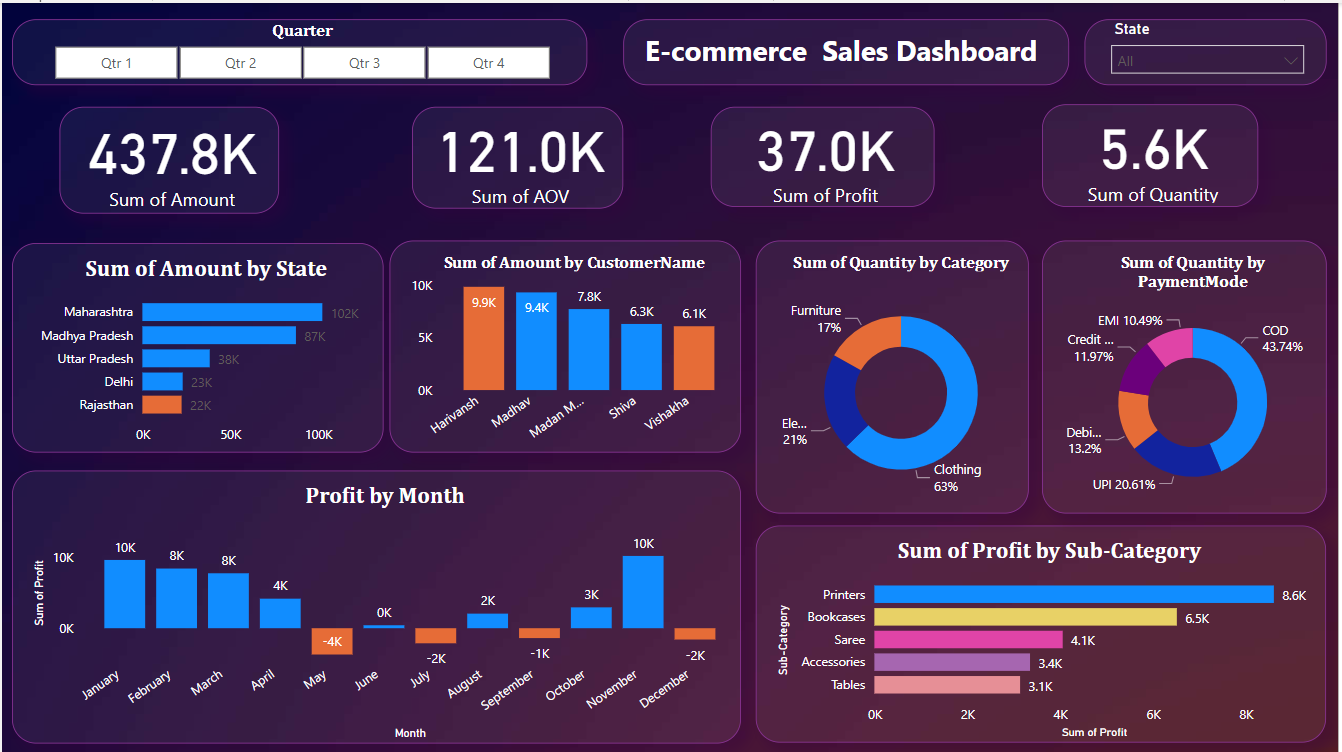 Quarter
Qtr 1
Qtr 2
Qtr 3
Qtr 4
E-commerce Sales Dashboard
State
All
437.8K
Sum of Amount
121.0K
Sum of AOV
37.0K
Sum of Profit
5.6K
Sum of Quantity
Sum of Amount by State
Maharashtra
102K
Madhya Pradesh
87K
Uttar Pradesh
38K
Delhi
23K
Rajasthan
22K
0K
50K
100K
Sum of Amount by CustomerName
10K
5K
0K
9.9K
9.4K
7.8K
6.3K
6.1K
Harivansh
Madhav
Madan M...
Shiva
Vishakha
Sum of Quantity by Category
Furniture
17%
Ele...
21%
Clothing
63%
Sum of Quantity by
PaymentMode
EMI 10.49%
Credit ...
11.97%
Debi...
13.2%
UPI 20.61%
COD
43.74%
Profit by Month
Sum of Profit
10K
0K
10K
8K
8K
4K
-4K
0K
-2K
2K
-1K
3K
10K
-2K
January
February
March
April
May
June
July
August
September
October
November
December
Month
Sum of Profit by Sub-Category
Sub-Category
Printers
8.6K
Bookcases
6.5K
Saree
4.1K
Accessories
3.4K
Tables
3.1K
0K
2K
4K
6K
8K
Sum of Profit